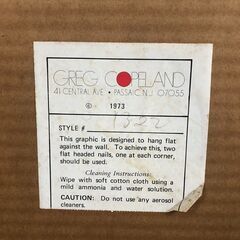 GREG COPELAND
41 CENTRAL AVE • PASSAIC N.J. 07055
© 1973
STYLE # 1322
This graphic is designed to hang flat
against the wall. To achieve this, two
flat headed nails, one at each corner,
should be used.
Cleaning Instructions:
Wipe with soft cotton cloth using a
mild ammonia and water solution.
CAUTION: Do not use any aerosol
cleaners.